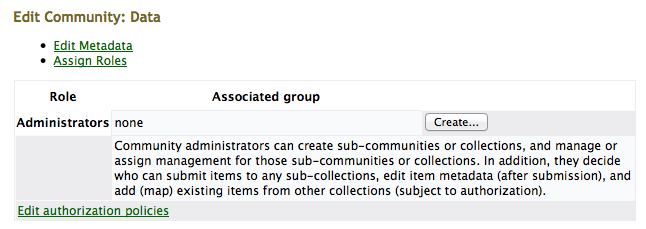 Edit Community: Data
Edit Metadata
Assign Roles
Role Associated group
Administrators none Create...
Community administrators can create sub-communities or collections, and manage or
assign management for those sub-communities or collections. In addition, they decide
who can submit items to any sub-collections, edit item metadata (after submission), and
add (map) existing items from other collections (subject to authorization).
Edit authorization policies